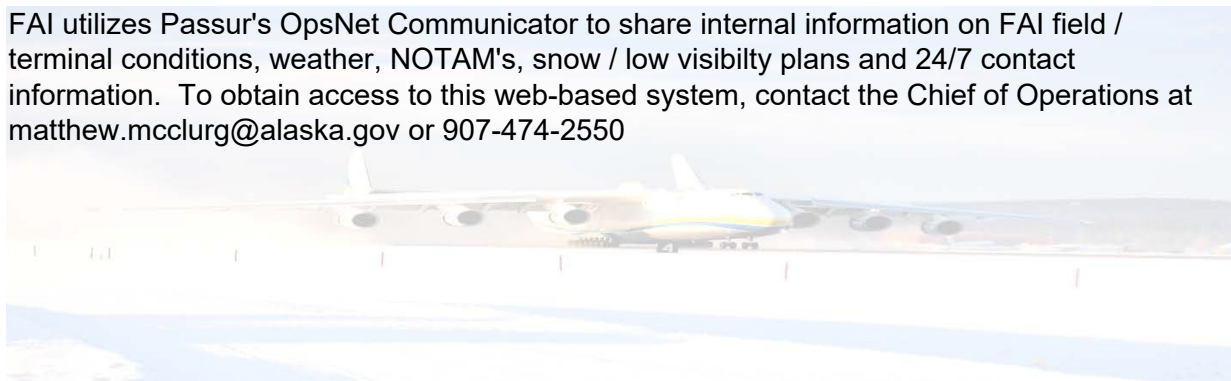 FAI utilizes Passur's OpsNet Communicator to share internal information on FAI field /
terminal conditions, weather, NOTAM's, snow / low visibilty plans and 24/7 contact
information.  To obtain access to this web-based system, contact the Chief of Operations at
matthew.mcclurg@alaska.gov or 907-474-2550